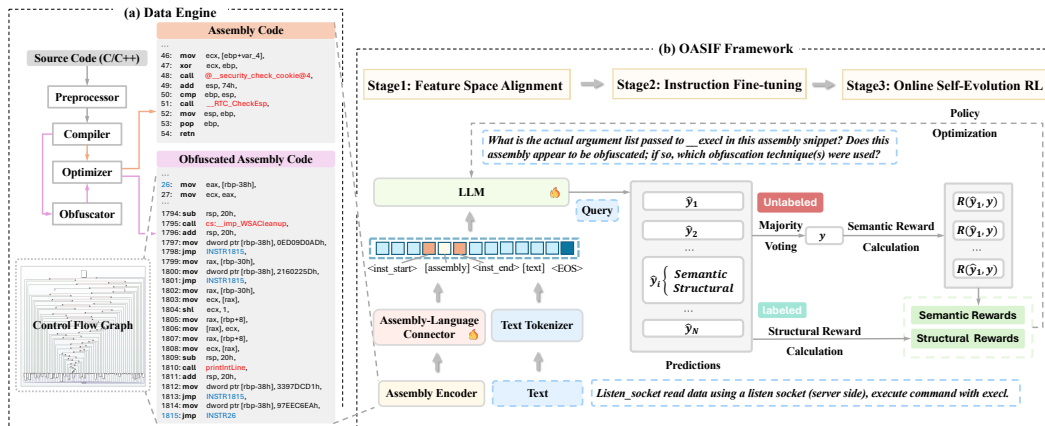 (a) Data Engine
Source Code (C/C++)
Preprocessor
Compiler
Optimizer
Obfuscator
Control Flow Graph
Assembly Code
...
46: mov ecx, [ebp+var_4],
47: xor ecx, ebp,
48: call @__security_check_cookie@4,
49: add esp, 74h,
50: cmp ebp, esp,
51: call __RTC_CheckEsp,
52: mov esp, ebp,
53: pop ebp,
54: retn
Obfuscated Assembly Code
...
26: mov eax, [rbp-38h],
27: mov ecx, eax,
...
1794: sub rsp, 20h,
1795: call cs:__imp_WSACleanup,
1796: add rsp, 20h,
1797: mov dword ptr [rbp-38h], 0ED09D0ADh,
1798: jmp INSTR1815,
1799: mov rax, [rbp-30h],
1800: mov dword ptr [rbp-38h], 2160225Dh,
1801: jmp INSTR1815,
1802: mov rax, [rbp-30h],
1803: mov ecx, [rax],
1804: shl ecx, 1,
1805: mov rax, [rbp+8],
1806: mov [rax], ecx,
1807: mov rax, [rbp+8],
1808: mov ecx, [rax],
1809: sub rsp, 20h,
1810: call printIntLine,
1811: add rsp, 20h,
1812: mov dword ptr [rbp-38h], 3397DCD1h,
1813: jmp INSTR1815,
1814: mov dword ptr [rbp-38h], 97EEC6EAh,
1815: jmp INSTR26
(b) OASIF Framework
Stage1: Feature Space Alignment
Stage2: Instruction Fine-tuning
Stage3: Online Self-Evolution RL
Policy
Optimization
What is the actual argument list passed to __execl in this assembly snippet? Does this
assembly appear to be obfuscated; if so, which obfuscation technique(s) were used?
LLM
Query
<inst_start> [assembly] <inst_end> [text] <EOS>
Assembly-Language
Connector
Text Tokenizer
Assembly Encoder
Text
Listen_socket read data using a listen socket (server side), execute command with execl.
ŷ₁
ŷ₂
ŷᵢ { Semantic
Structural
ŷ_N
Predictions
Unlabeled
Majority
Voting
y
Semantic Reward
Calculation
labeled
Structural Reward
Calculation
R(ŷ₁, y)
R(ŷ₁, y)
...
R(ŷ₁, y)
Semantic Rewards
Structural Rewards